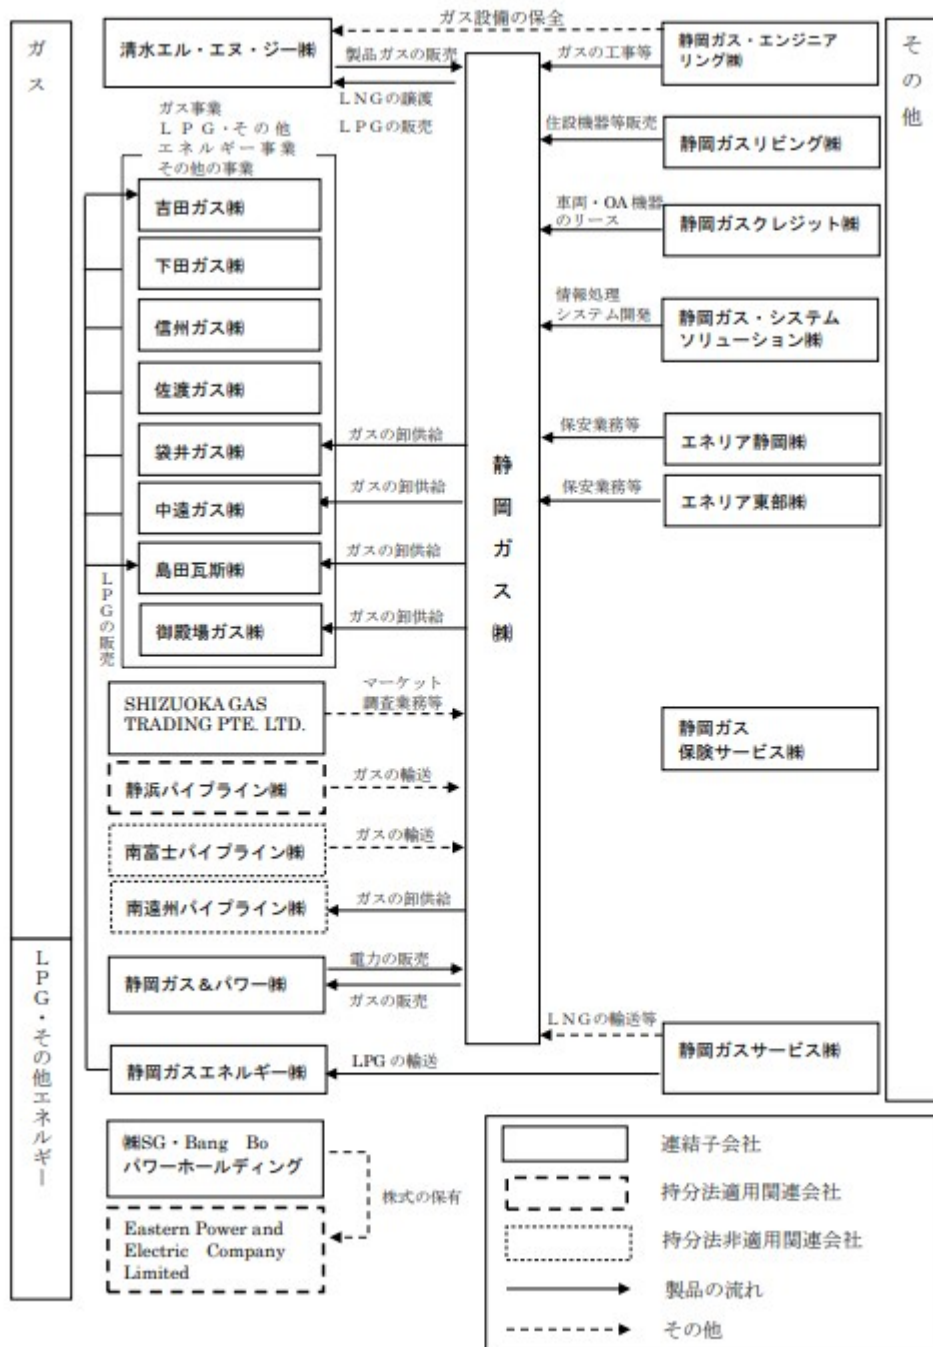 ガス
清水エル・エヌ・ジー㈱
ガス設備の保全
製品ガスの販売
LNGの譲渡
LPGの販売
ガスの工事等
静岡ガス・エンジニア
リング㈱
その他
ガス事業
LPG・その他
エネルギー事業
その他の事業
住設機器等販売
静岡ガスリビング㈱
吉田ガス㈱
車両・OA機器
のリース
静岡ガスクレジット㈱
下田ガス㈱
情報処理
システム開発
静岡ガス・システム
ソリューション㈱
信州ガス㈱
佐渡ガス㈱
袋井ガス㈱
ガスの卸供給
静岡ガス㈱
保安業務等
エネリア静岡㈱
中遠ガス㈱
ガスの卸供給
保安業務等
エネリア東部㈱
島田瓦斯㈱
ガスの卸供給
LPGの販売
御殿場ガス㈱
ガスの卸供給
SHIZUOKA GAS
TRADING PTE. LTD.
マーケット
調査業務等
静岡ガス
保険サービス㈱
静浜パイプライン㈱
ガスの輸送
南富士パイプライン㈱
ガスの輸送
南遠州パイプライン㈱
ガスの卸供給
LPG・その他エネルギー
静岡ガス＆パワー㈱
電力の販売
ガスの販売
LNGの輸送等
静岡ガスサービス㈱
静岡ガスエネルギー㈱
LPGの輸送
㈱SG・Bang Bo
パワーホールディング
株式の保有
Eastern Power and
Electric Company
Limited
連結子会社
持分法適用関連会社
持分法非適用関連会社
製品の流れ
その他